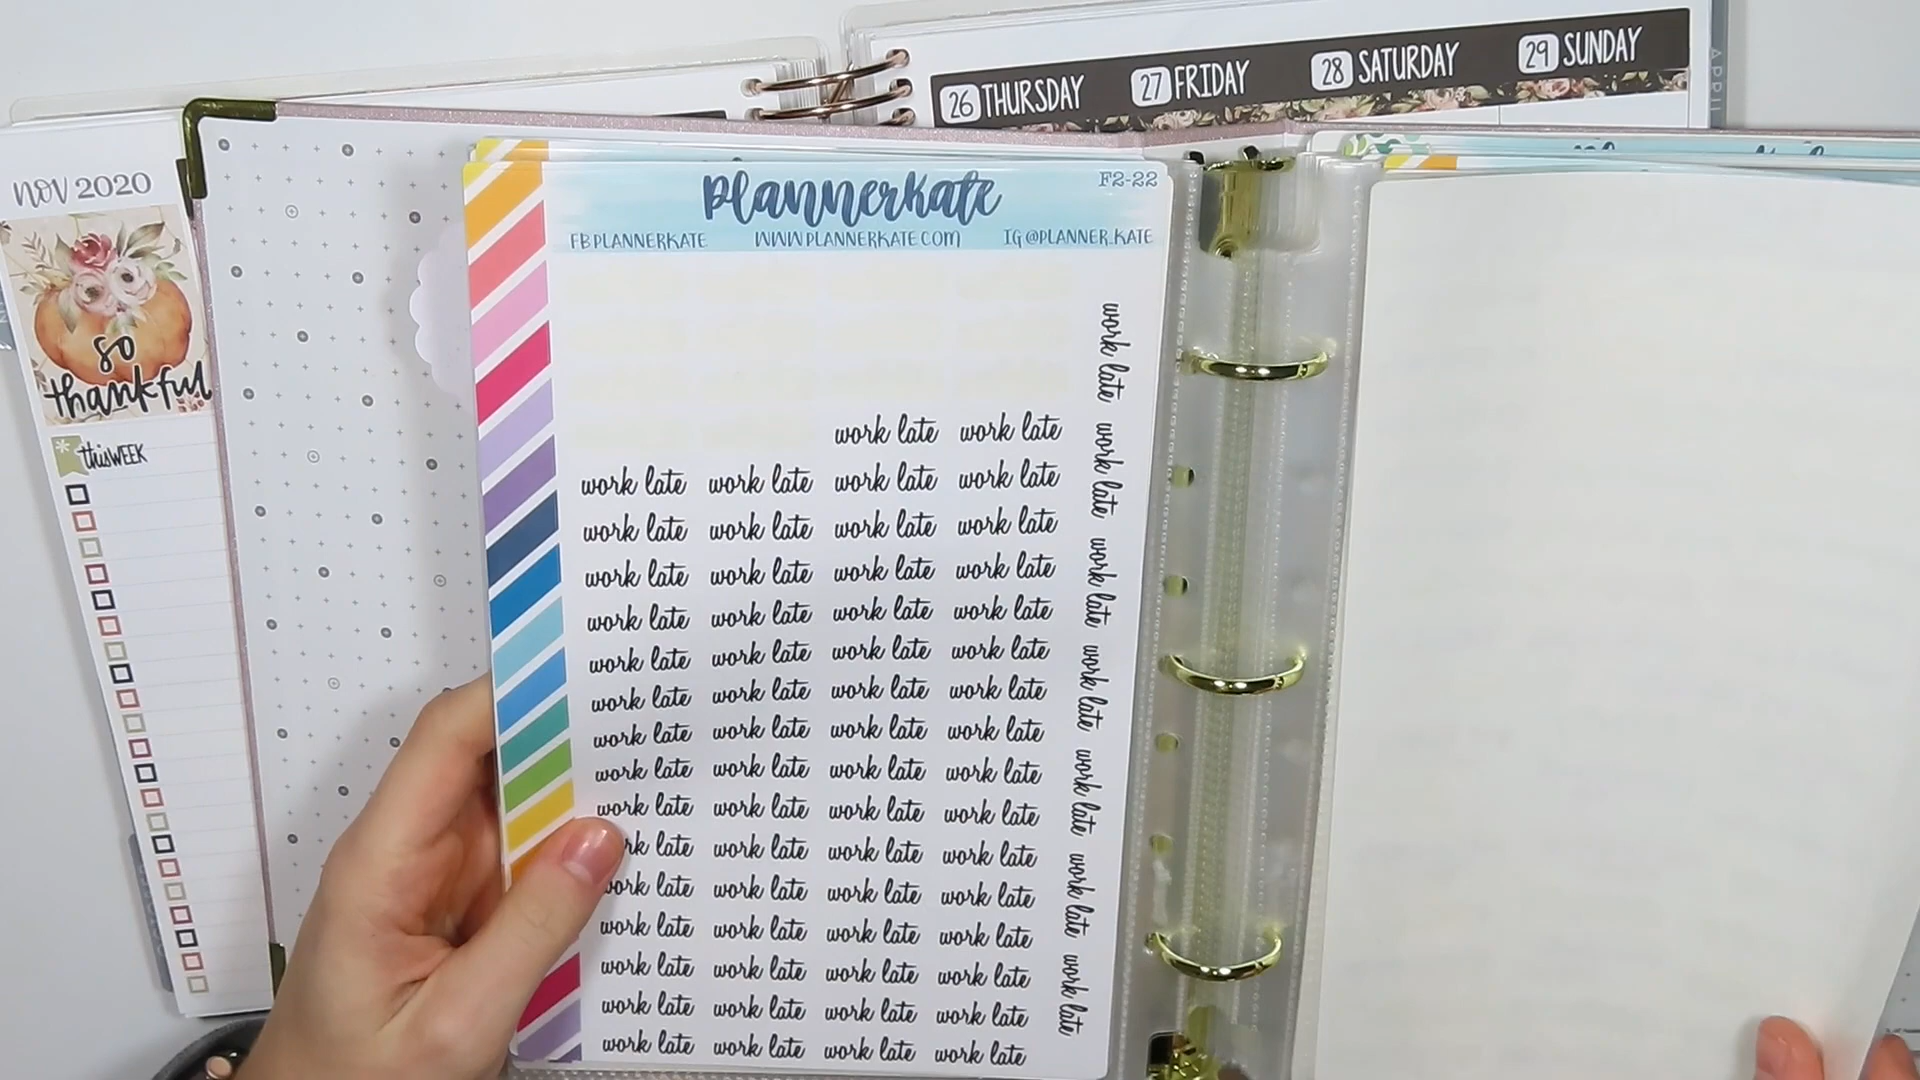 26 THURSDAY
27 FRIDAY
28 SATURDAY
29 SUNDAY
APRIL
NOV 2020
so
thankful
this WEEK
plannerkate
F2-22
FB PLANNERKATE WWW.PLANNERKATE.COM IG @PLANNER_KATE
work late work late
work late work late work late work late
work late work late work late work late
work late work late work late work late
work late work late work late work late
work late work late work late work late
work late work late work late work late
work late work late work late work late
work late work late work late work late
work late work late work late work late
rk late work late work late work late
work late work late work late work late
work late work late work late work late
work late work late work late work late
work late work late work late work late
work late work late work late work late
work late
work late
work late
work late
work late
work late
work late